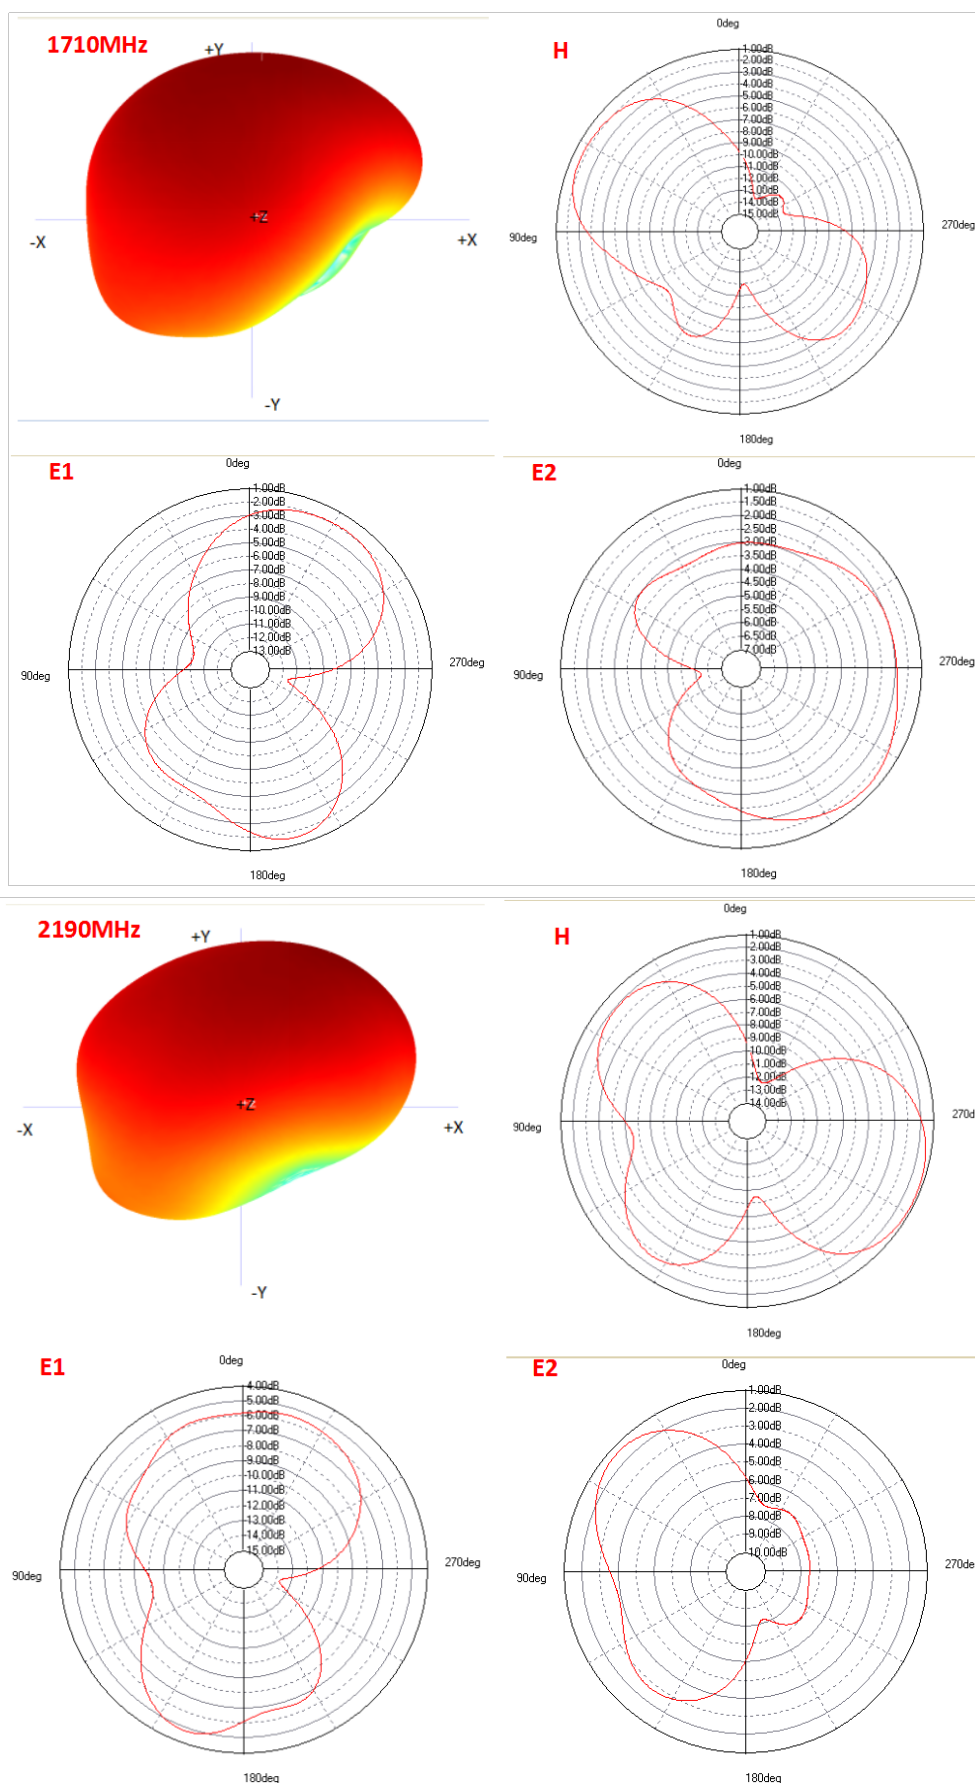 1710MHz
+Y
+Z
-X
+X
-Y
H
0deg
1.00dB
2.00dB
3.00dB
4.00dB
5.00dB
6.00dB
7.00dB
8.00dB
9.00dB
10.00dB
11.00dB
12.00dB
13.00dB
14.00dB
15.00dB
90deg
270deg
180deg
E1
0deg
1.00dB
2.00dB
3.00dB
4.00dB
5.00dB
6.00dB
7.00dB
8.00dB
9.00dB
10.00dB
11.00dB
12.00dB
13.00dB
90deg
270deg
180deg
E2
0deg
1.00dB
1.50dB
2.00dB
2.50dB
3.00dB
3.50dB
4.00dB
4.50dB
5.00dB
5.50dB
6.00dB
6.50dB
7.00dB
90deg
270deg
180deg
2190MHz
+Y
+Z
-X
+X
-Y
H
0deg
1.00dB
2.00dB
3.00dB
4.00dB
5.00dB
6.00dB
7.00dB
8.00dB
9.00dB
10.00dB
11.00dB
12.00dB
13.00dB
14.00dB
90deg
270d
180deg
E1
0deg
4.00dB
5.00dB
6.00dB
7.00dB
8.00dB
9.00dB
10.00dB
11.00dB
12.00dB
13.00dB
14.00dB
15.00dB
90deg
270deg
180deg
E2
0deg
1.00dB
2.00dB
3.00dB
4.00dB
5.00dB
6.00dB
7.00dB
8.00dB
9.00dB
10.00dB
90deg
270de
180deg